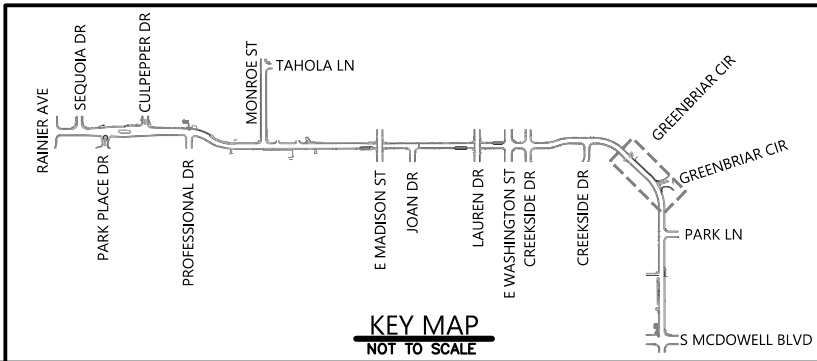 RAINIER AVE
SEQUOIA DR
PARK PLACE DR
CULPEPPER DR
PROFESSIONAL DR
MONROE ST
TAHOLA LN
E MADISON ST
JOAN DR
LAUREN DR
E WASHINGTON ST
CREEKSIDE DR
CREEKSIDE DR
GREENBRIAR CIR
GREENBRIAR CIR
PARK LN
S MCDOWELL BLVD
KEY MAP
NOT TO SCALE